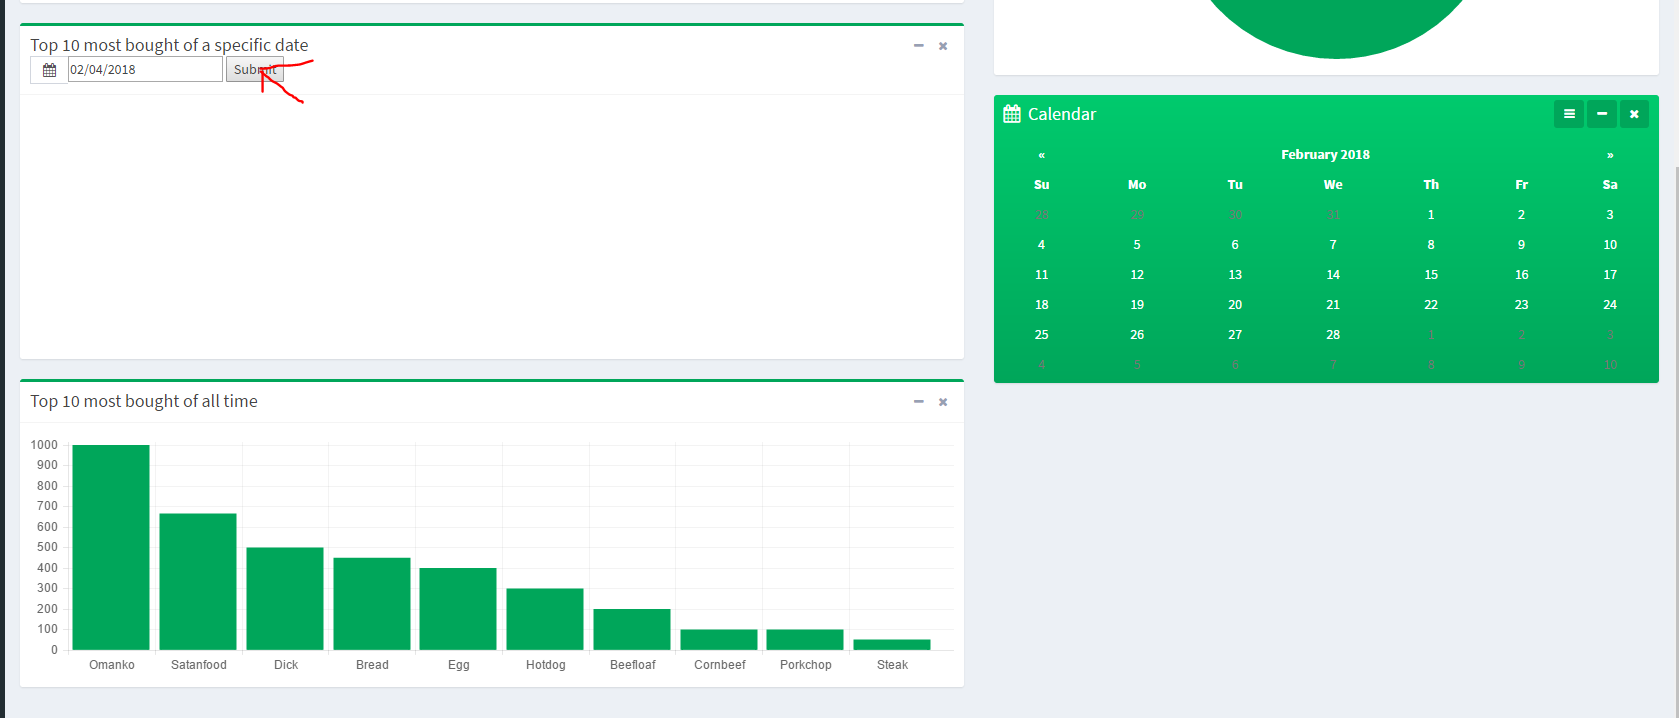 Top 10 most bought of a specific date
02/04/2018 Submit
Top 10 most bought of all time
1000
900
800
700
600
500
400
300
200
100
0
Omanko Satanfood Dick Bread Egg Hotdog Beefloaf Cornbeef Porkchop Steak
Calendar
« February 2018 »
Su Mo Tu We Th Fr Sa
28 29 30 31 1 2 3
4 5 6 7 8 9 10
11 12 13 14 15 16 17
18 19 20 21 22 23 24
25 26 27 28 1 2 3
4 5 6 7 8 9 10